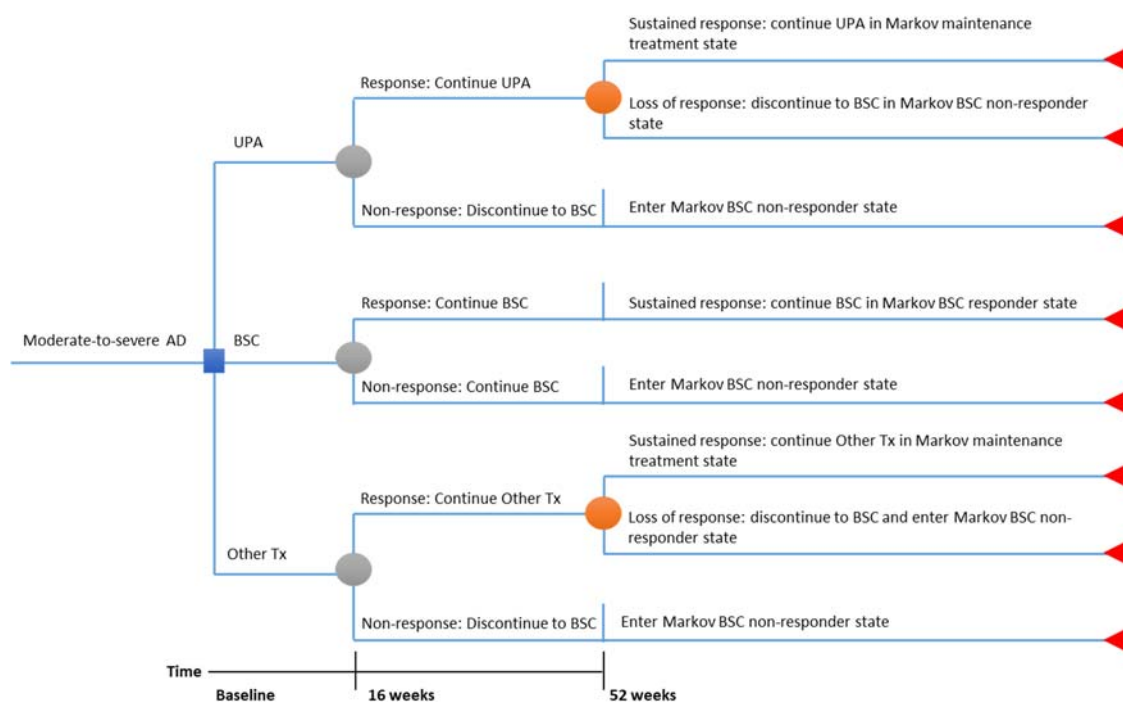 Sustained response: continue UPA in Markov maintenance
treatment state
Response: Continue UPA
Loss of response: discontinue to BSC in Markov BSC non-responder
state
UPA
Non-response: Discontinue to BSC
Enter Markov BSC non-responder state
Response: Continue BSC
Sustained response: continue BSC in Markov BSC responder state
Moderate-to-severe AD
BSC
Non-response: Continue BSC
Enter Markov BSC non-responder state
Sustained response: continue Other Tx in Markov maintenance
treatment state
Response: Continue Other Tx
Loss of response: discontinue to BSC and enter Markov BSC non-
responder state
Other Tx
Non-response: Discontinue to BSC
Enter Markov BSC non-responder state
Time
Baseline
16 weeks
52 weeks